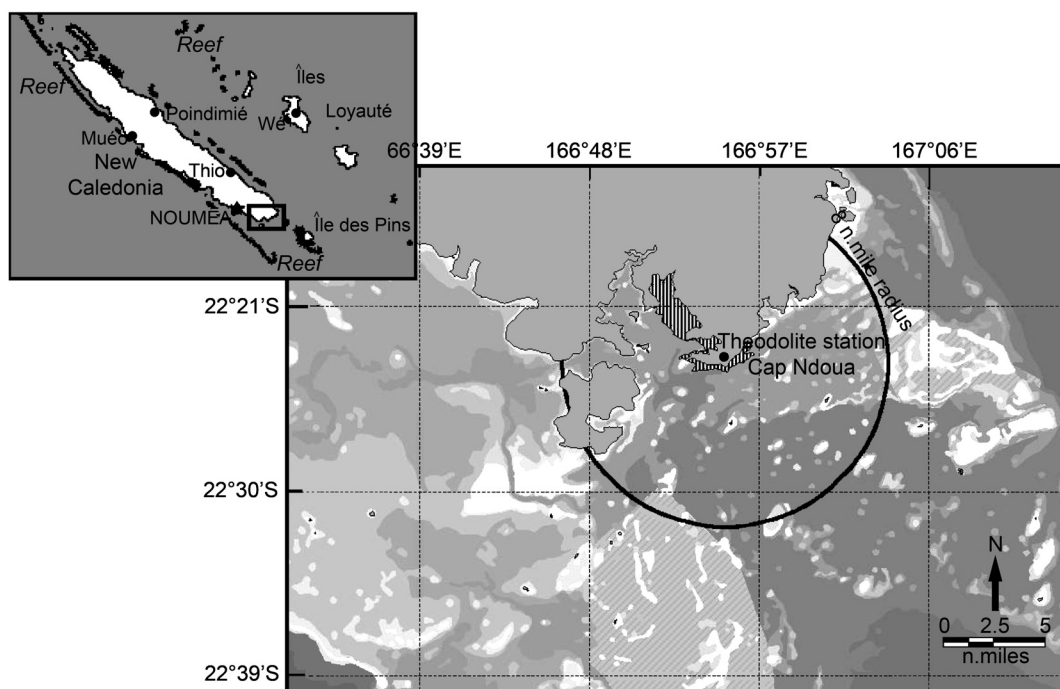 Reef
Îles
Reef
Poindimié
Wé
Loyauté
Muéo
New
Caledonia
Thio
NOUMEA
Île des Pins
Reef
66°39'E
166°48'E
166°57'E
167°06'E
n.mile radius
22°21'S
Theodolite station
Cap Ndoua
22°30'S
N
0 2.5 5
n.miles
22°39'S